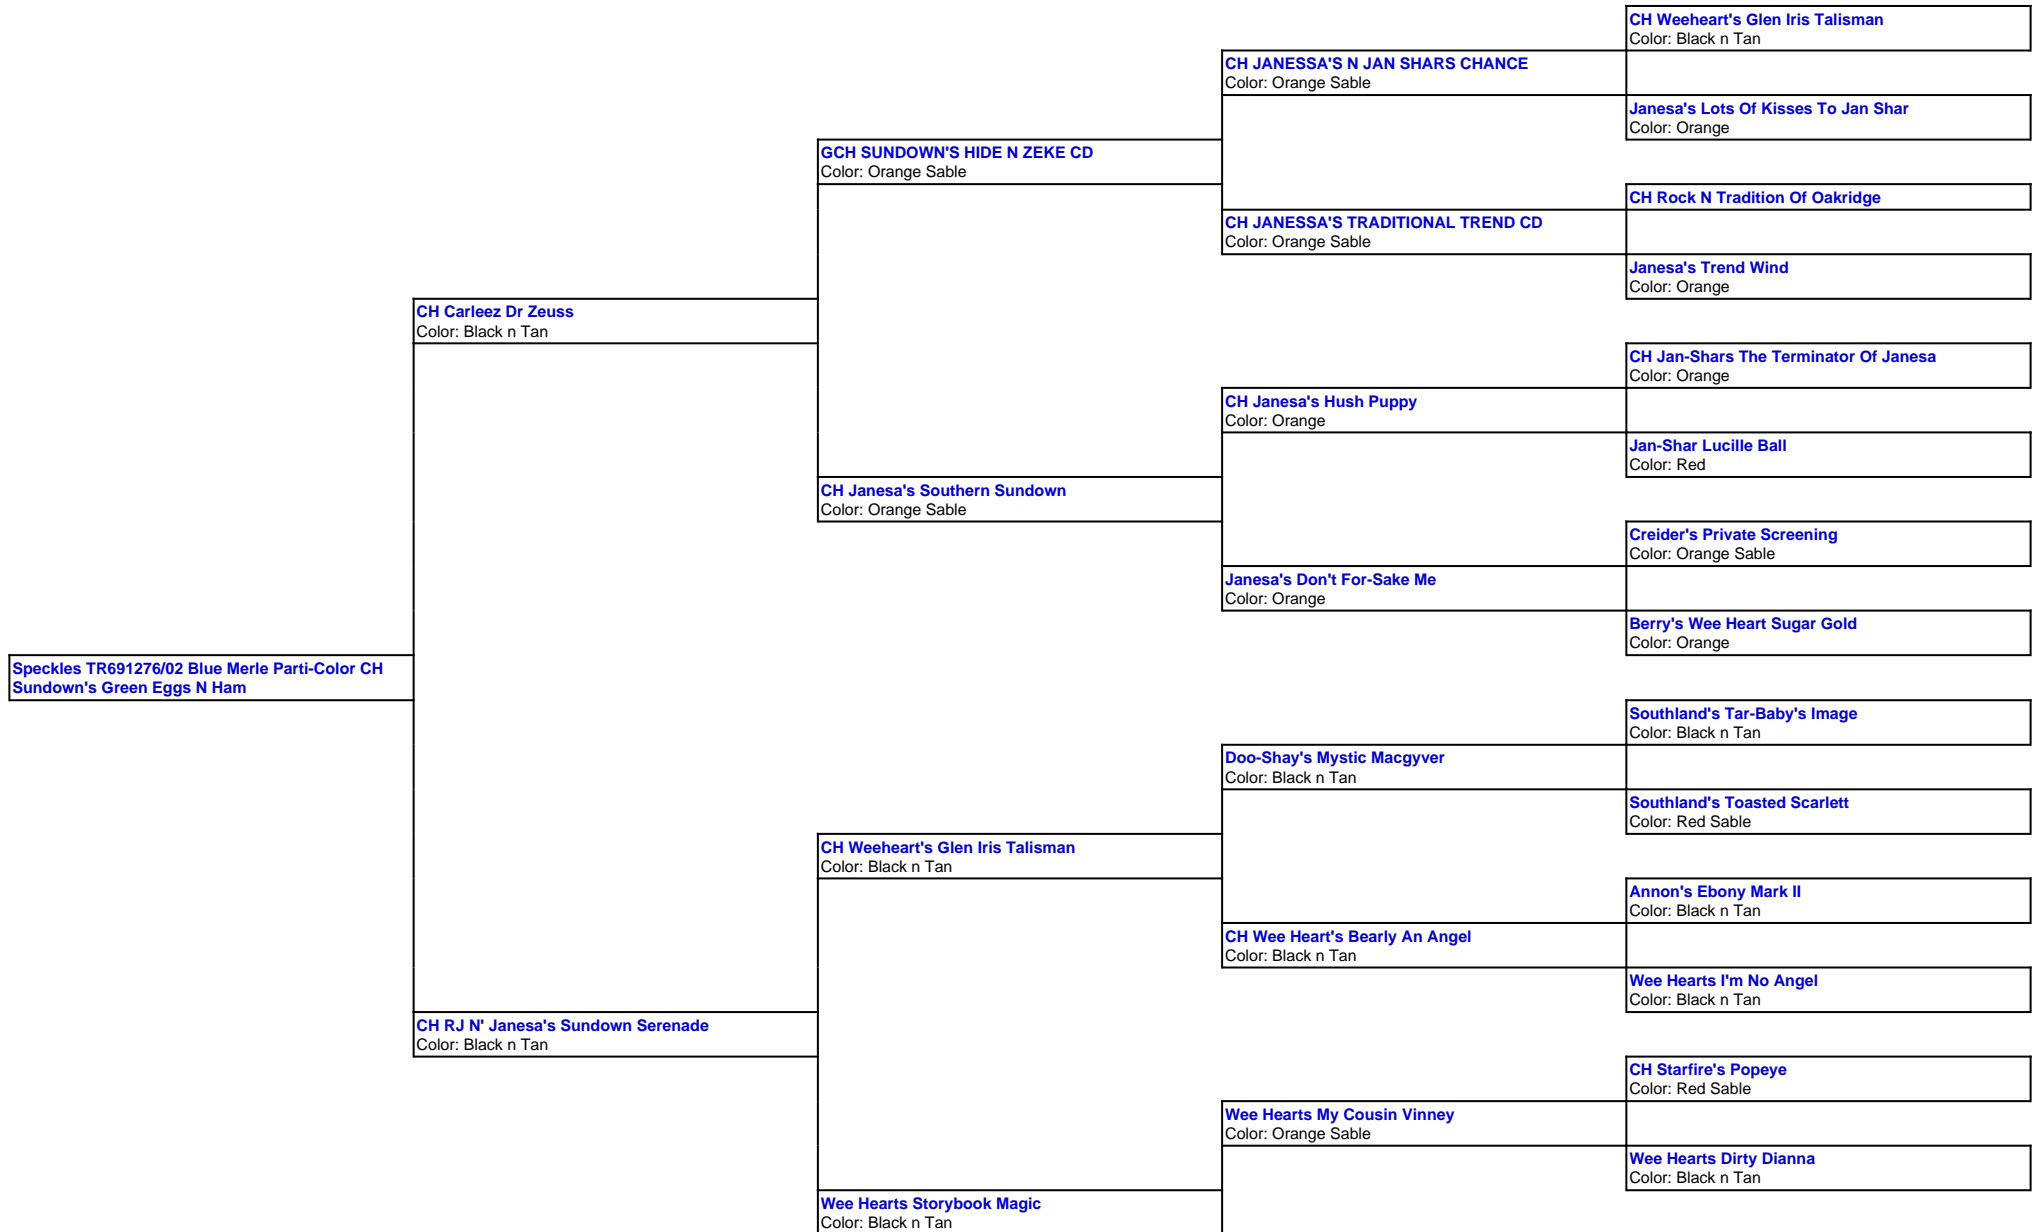 CH Weeheart's Glen Iris Talisman
Color: Black n Tan
CH JANESSA'S N JAN SHARS CHANCE
Color: Orange Sable
Janesa's Lots Of Kisses To Jan Shar
Color: Orange
GCH SUNDOWN'S HIDE N ZEKE CD
Color: Orange Sable
CH Rock N Tradition Of Oakridge
CH JANESSA'S TRADITIONAL TREND CD
Color: Orange Sable
Janesa's Trend Wind
Color: Orange
CH Carleez Dr Zeuss
Color: Black n Tan
CH Jan-Shars The Terminator Of Janesa
Color: Orange
CH Janesa's Hush Puppy
Color: Orange
Jan-Shar Lucille Ball
Color: Red
CH Janesa's Southern Sundown
Color: Orange Sable
Creider's Private Screening
Color: Orange Sable
Janesa's Don't For-Sake Me
Color: Orange
Berry's Wee Heart Sugar Gold
Color: Orange
Speckles TR691276/02 Blue Merle Parti-Color CH
Sundown's Green Eggs N Ham
Southland's Tar-Baby's Image
Color: Black n Tan
Doo-Shay's Mystic Macgyver
Color: Black n Tan
Southland's Toasted Scarlett
Color: Red Sable
CH Weeheart's Glen Iris Talisman
Color: Black n Tan
Annon's Ebony Mark II
Color: Black n Tan
CH Wee Heart's Bearly An Angel
Color: Black n Tan
Wee Hearts I'm No Angel
Color: Black n Tan
CH RJ N' Janesa's Sundown Serenade
Color: Black n Tan
CH Starfire's Popeye
Color: Red Sable
Wee Hearts My Cousin Vinney
Color: Orange Sable
Wee Hearts Dirty Dianna
Color: Black n Tan
Wee Hearts Storybook Magic
Color: Black n Tan